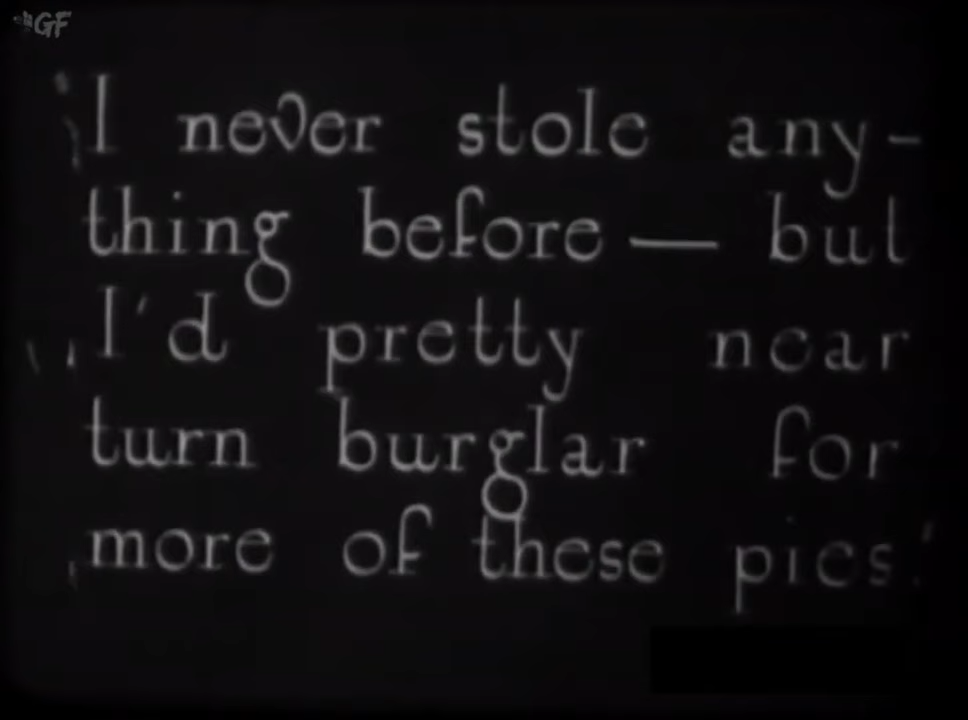 GF
"I never stole any-
thing before — but
I'd pretty near
turn burglar for
more of these pies."